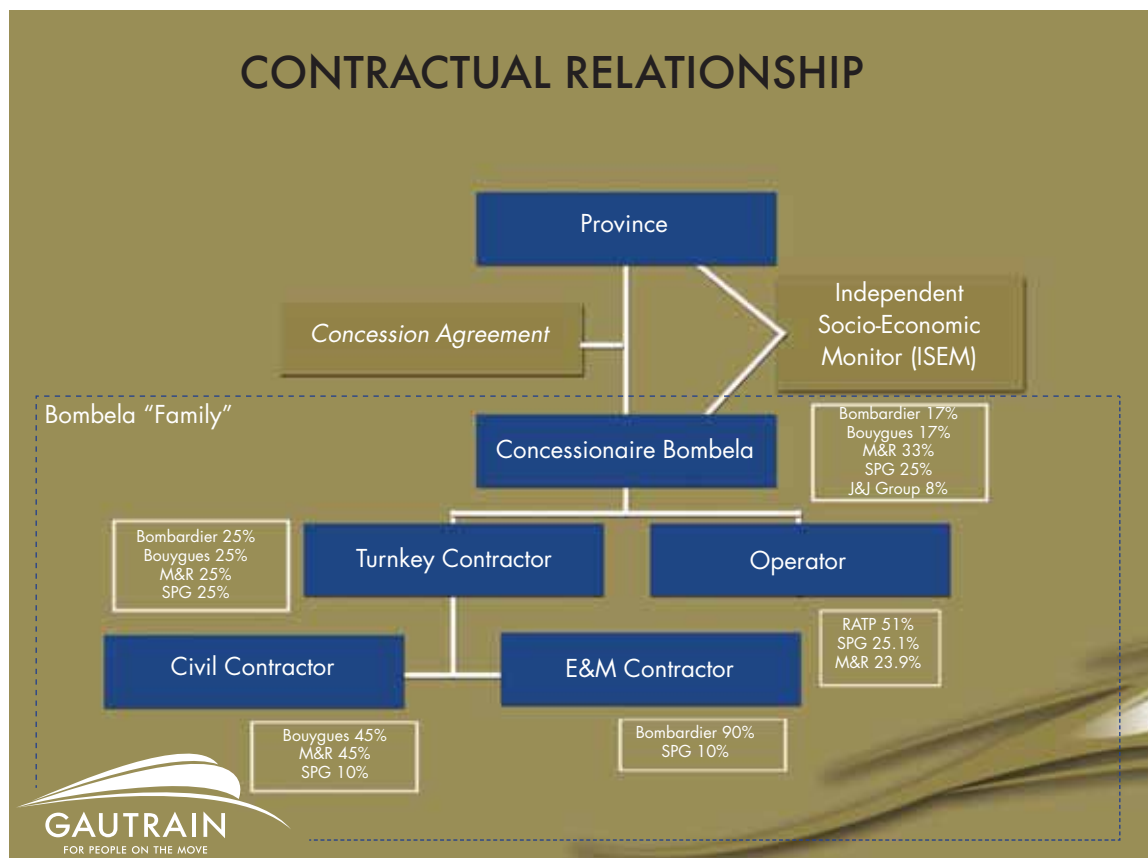 CONTRACTUAL RELATIONSHIP
Province
Concession Agreement
Independent
Socio-Economic
Monitor (ISEM)
Bombela “Family”
Concessionaire Bombela
Bombardier 17%
Bouygues 17%
M&R 33%
SPG 25%
J&J Group 8%
Bombardier 25%
Bouygues 25%
M&R 25%
SPG 25%
Turnkey Contractor
Operator
RATP 51%
SPG 25.1%
M&R 23.9%
Civil Contractor
E&M Contractor
Bouygues 45%
M&R 45%
SPG 10%
Bombardier 90%
SPG 10%
GAUTRAIN
FOR PEOPLE ON THE MOVE